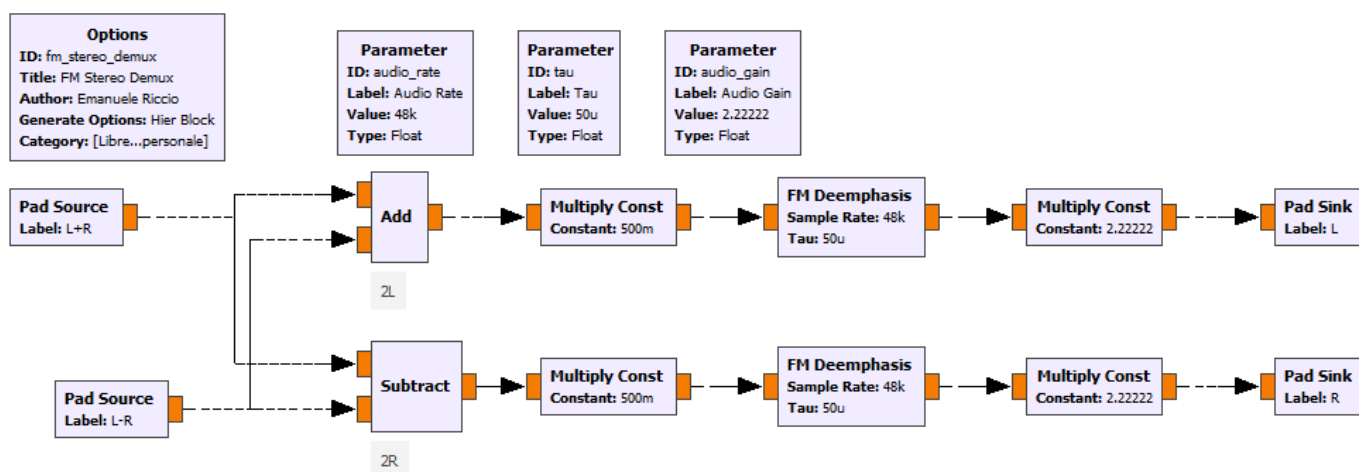 Options
ID: fm_stereo_demux
Title: FM Stereo Demux
Author: Emanuele Riccio
Generate Options: Hier Block
Category: [Libre...personale]
Parameter
ID: audio_rate
Label: Audio Rate
Value: 48k
Type: Float
Parameter
ID: tau
Label: Tau
Value: 50u
Type: Float
Parameter
ID: audio_gain
Label: Audio Gain
Value: 2.22222
Type: Float
Pad Source
Label: L+R
Add
2L
Multiply Const
Constant: 500m
FM Deemphasis
Sample Rate: 48k
Tau: 50u
Multiply Const
Constant: 2.22222
Pad Sink
Label: L
Pad Source
Label: L-R
Subtract
2R
Multiply Const
Constant: 500m
FM Deemphasis
Sample Rate: 48k
Tau: 50u
Multiply Const
Constant: 2.22222
Pad Sink
Label: R